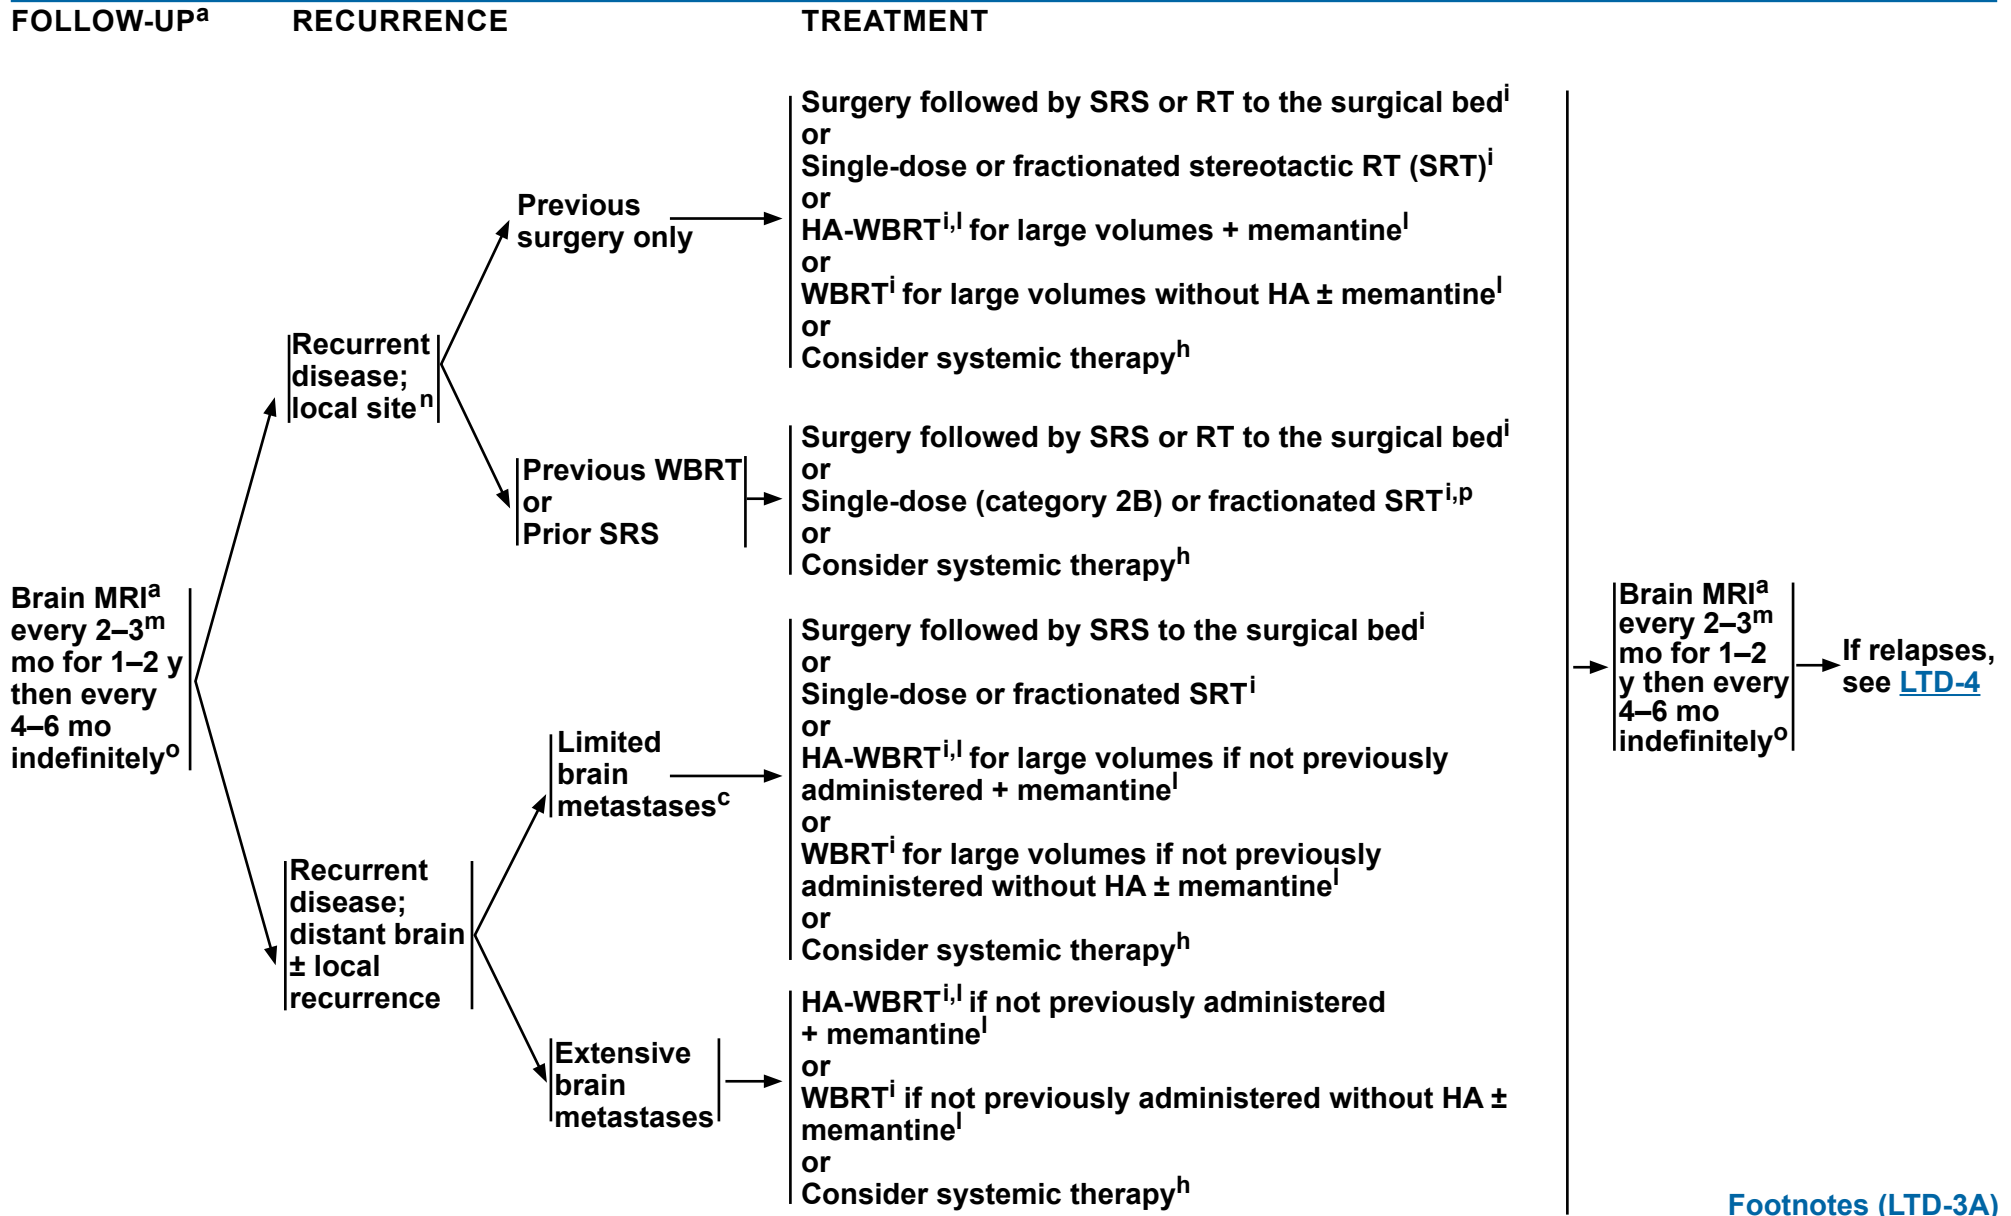 FOLLOW-UPa
RECURRENCE
TREATMENT
Brain MRIa
every 2–3m
mo for 1–2 y
then every
4–6 mo
indefinitelyo
Recurrent
disease;
local siten
Previous
surgery only
Surgery followed by SRS or RT to the surgical bedi
or
Single-dose or fractionated stereotactic RT (SRT)i
or
HA-WBRTi,l for large volumes + memantinel
or
WBRTi for large volumes without HA ± memantinel
or
Consider systemic therapyh
Previous WBRT
or
Prior SRS
Surgery followed by SRS or RT to the surgical bedi
or
Single-dose (category 2B) or fractionated SRTi,p
or
Consider systemic therapyh
Recurrent
disease;
distant brain
± local
recurrence
Limited
brain
metastasesc
Surgery followed by SRS to the surgical bedi
or
Single-dose or fractionated SRTi
or
HA-WBRTi,l for large volumes if not previously
administered + memantinel
or
WBRTi for large volumes if not previously
administered without HA ± memantinel
or
Consider systemic therapyh
Extensive
brain
metastases
HA-WBRTi,l if not previously administered
+ memantinel
or
WBRTi if not previously administered without HA ±
memantinel
or
Consider systemic therapyh
Brain MRIa
every 2–3m
mo for 1–2
y then every
4–6 mo
indefinitelyo
If relapses,
see LTD-4
Footnotes (LTD-3A)